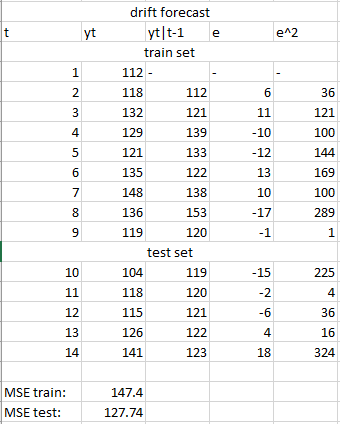 drift forecast
t yt yt|t-1 e e^2
train set
1 112 - - -
2 118 112 6 36
3 132 121 11 121
4 129 139 -10 100
5 121 133 -12 144
6 135 122 13 169
7 148 138 10 100
8 136 153 -17 289
9 119 120 -1 1
test set
10 104 119 -15 225
11 118 120 -2 4
12 115 121 -6 36
13 126 122 4 16
14 141 123 18 324
MSE train: 147.4
MSE test: 127.74